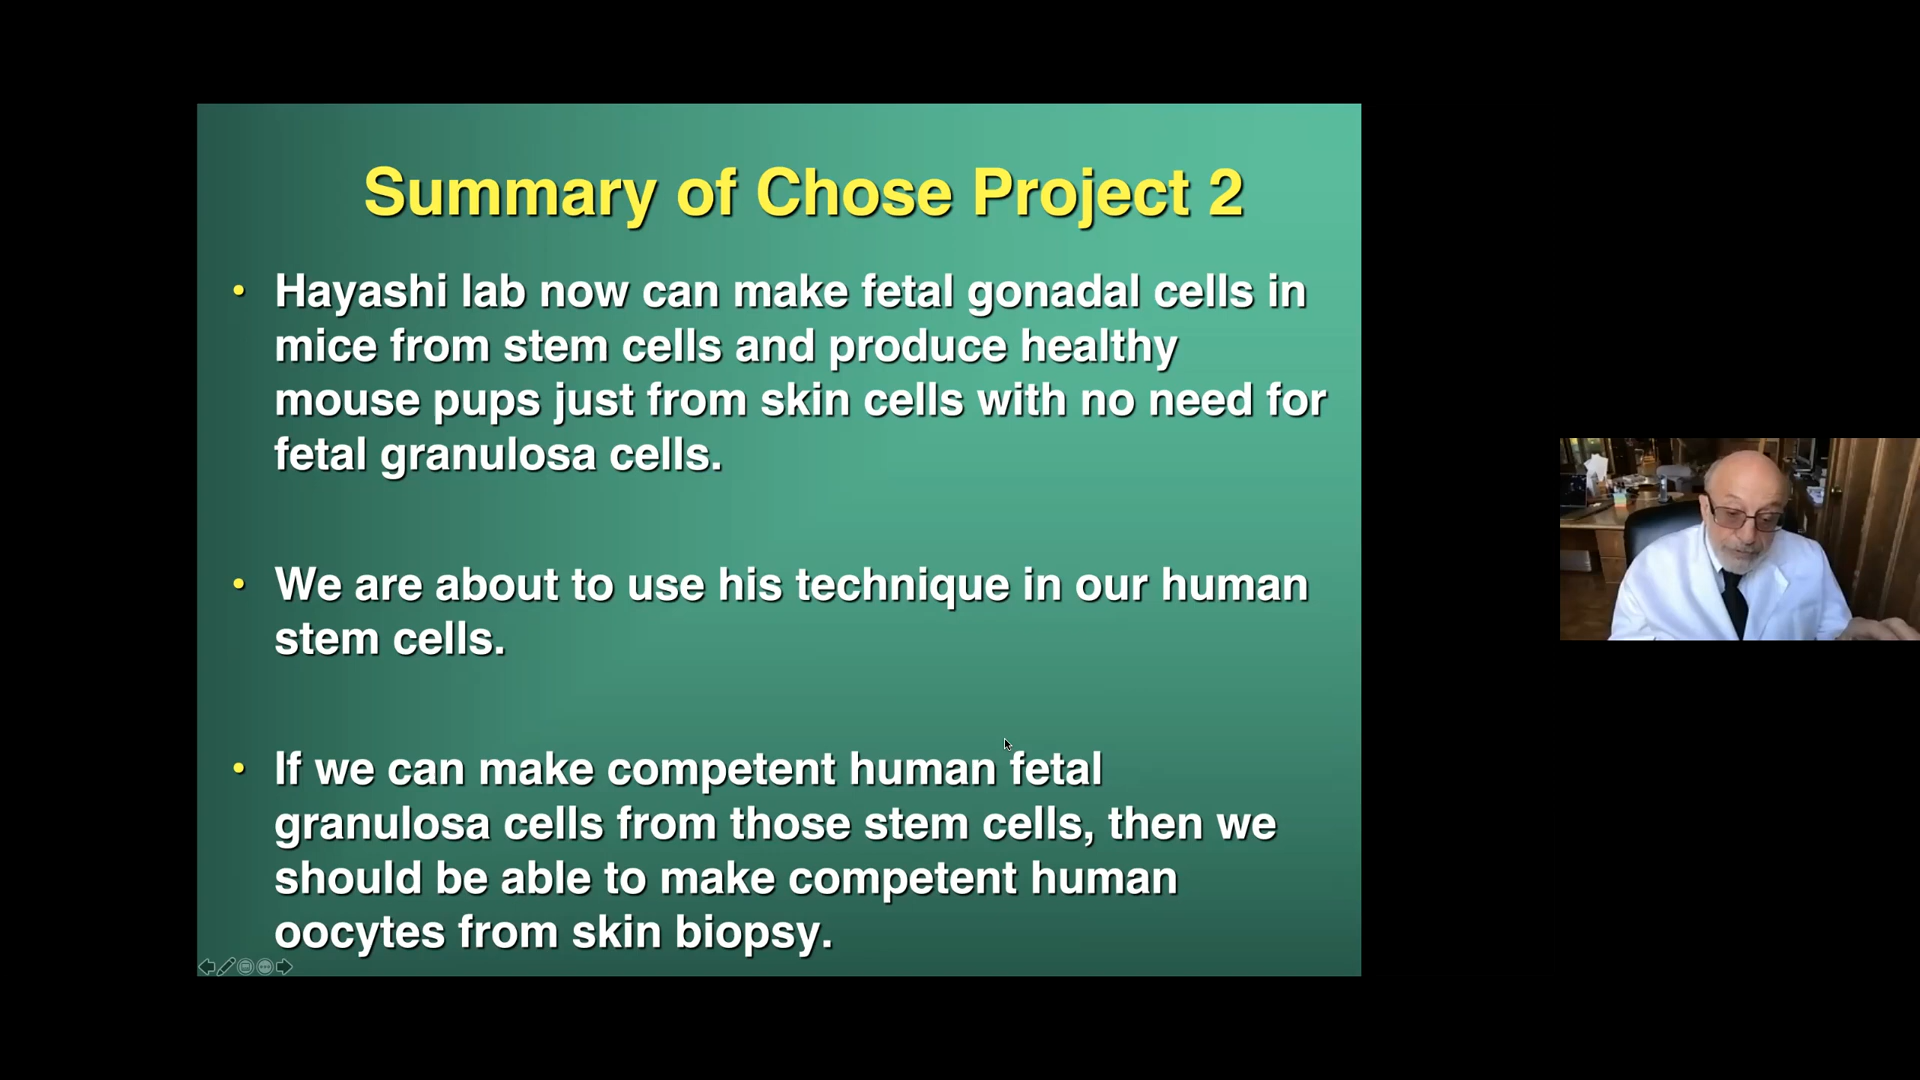 Summary of Chose Project 2
• Hayashi lab now can make fetal gonadal cells in
mice from stem cells and produce healthy
mouse pups just from skin cells with no need for
fetal granulosa cells.
• We are about to use his technique in our human
stem cells.
• If we can make competent human fetal
granulosa cells from those stem cells, then we
should be able to make competent human
oocytes from skin biopsy.